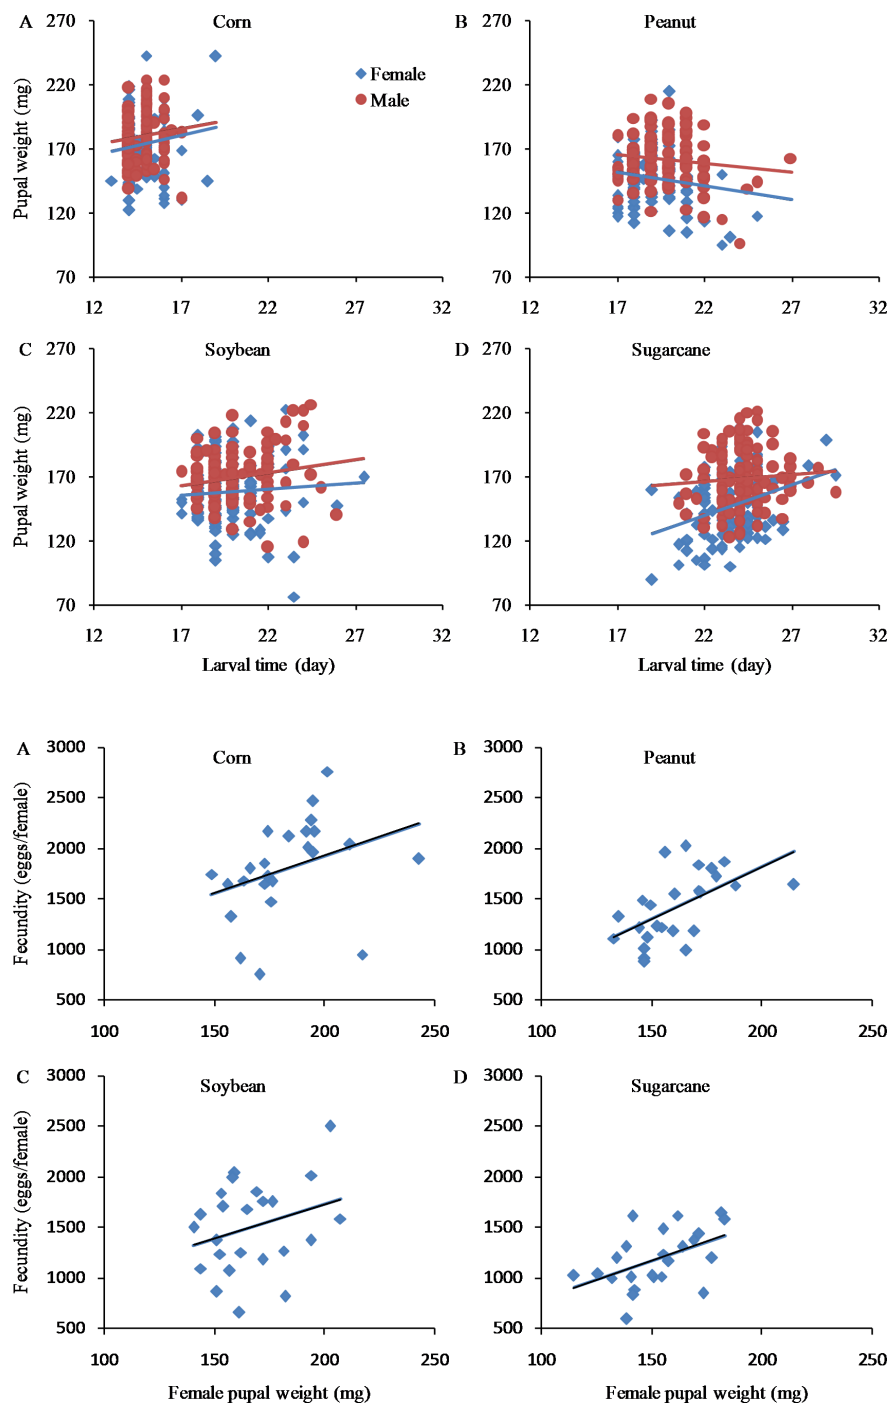 A Corn B Peanut
270 270
220 220
170 170
120 120
70 70
Female
Male
Pupal weight (mg)
12 17 22 27 32 12 17 22 27 32
C Soybean D Sugarcane
270 270
220 220
170 170
120 120
70 70
Pupal weight (mg)
12 17 22 27 32 12 17 22 27 32
Larval time (day) Larval time (day)
A Corn B Peanut
3000 3000
2500 2500
2000 2000
1500 1500
1000 1000
500 500
Fecundity (eggs/female)
100 150 200 250 100 150 200 250
C Soybean D Sugarcane
3000 3000
2500 2500
2000 2000
1500 1500
1000 1000
500 500
Fecundity (eggs/female)
100 150 200 250 100 150 200 250
Female pupal weight (mg) Female pupal weight (mg)